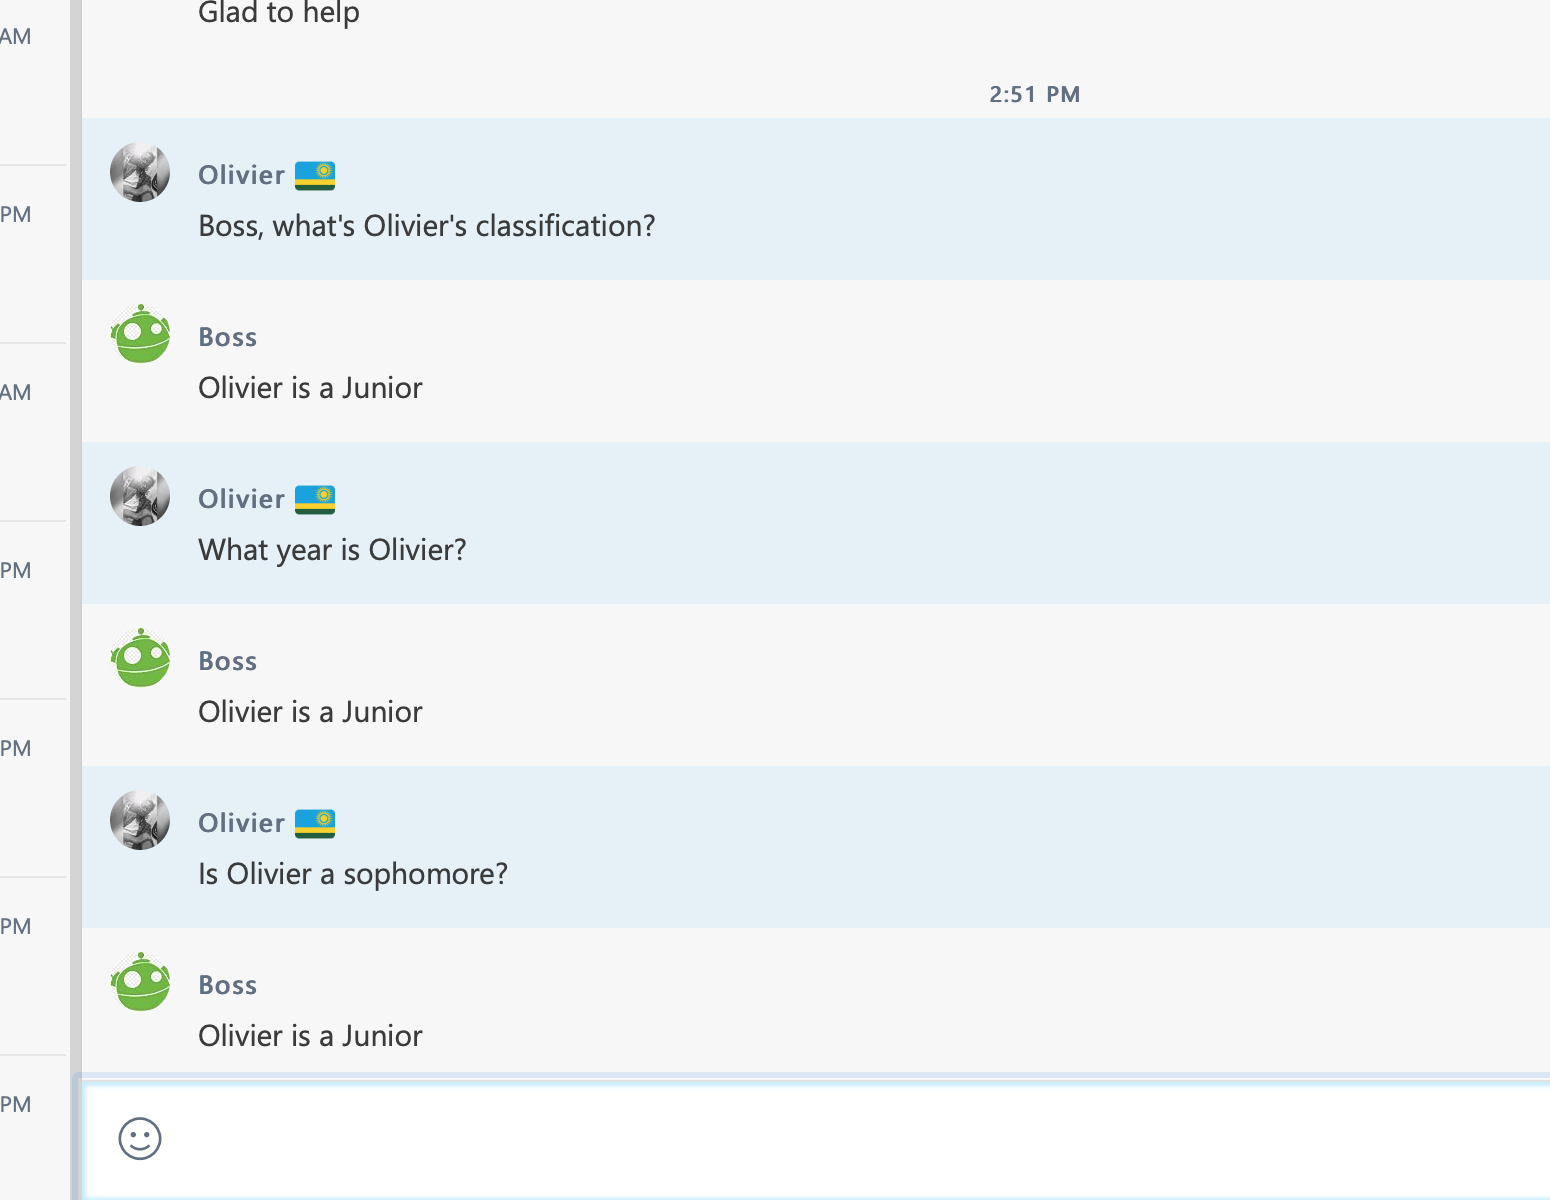 Glad to help
AM
2:51 PM
Olivier
Boss, what's Olivier's classification?
PM
Boss
Olivier is a Junior
AM
Olivier
What year is Olivier?
PM
Boss
Olivier is a Junior
PM
Olivier
Is Olivier a sophomore?
PM
Boss
Olivier is a Junior
PM